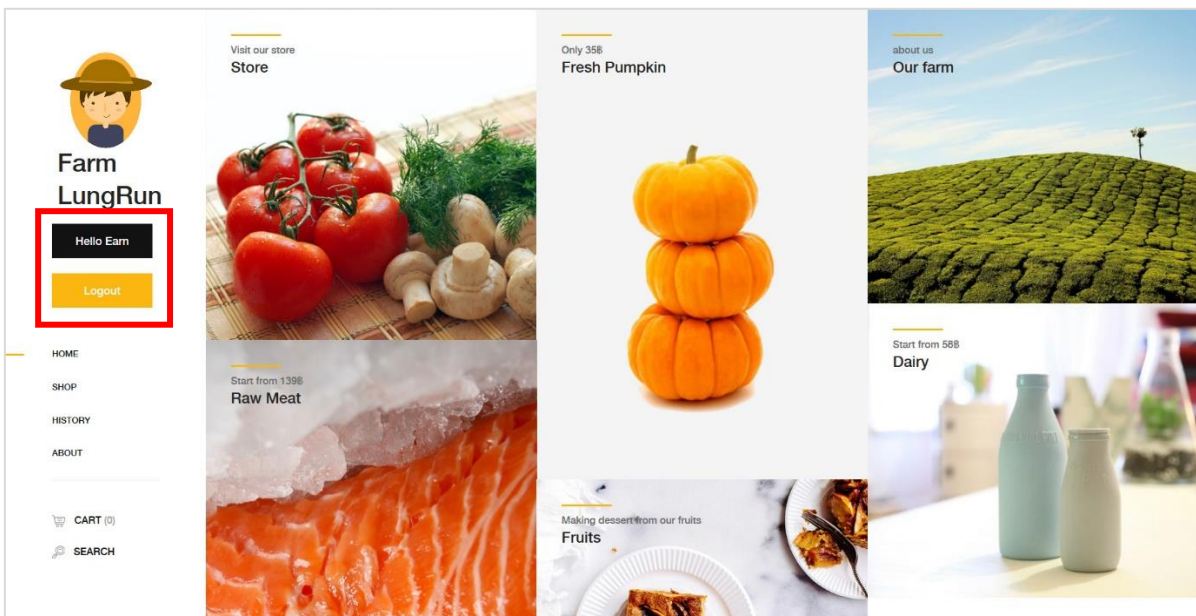 Farm
LungRun
Hello Earn
Logout
HOME
SHOP
HISTORY
ABOUT
CART (0)
SEARCH
Visit our store
Store
Start from 139฿
Raw Meat
Only 35฿
Fresh Pumpkin
Making dessert from our fruits
Fruits
about us
Our farm
Start from 58฿
Dairy